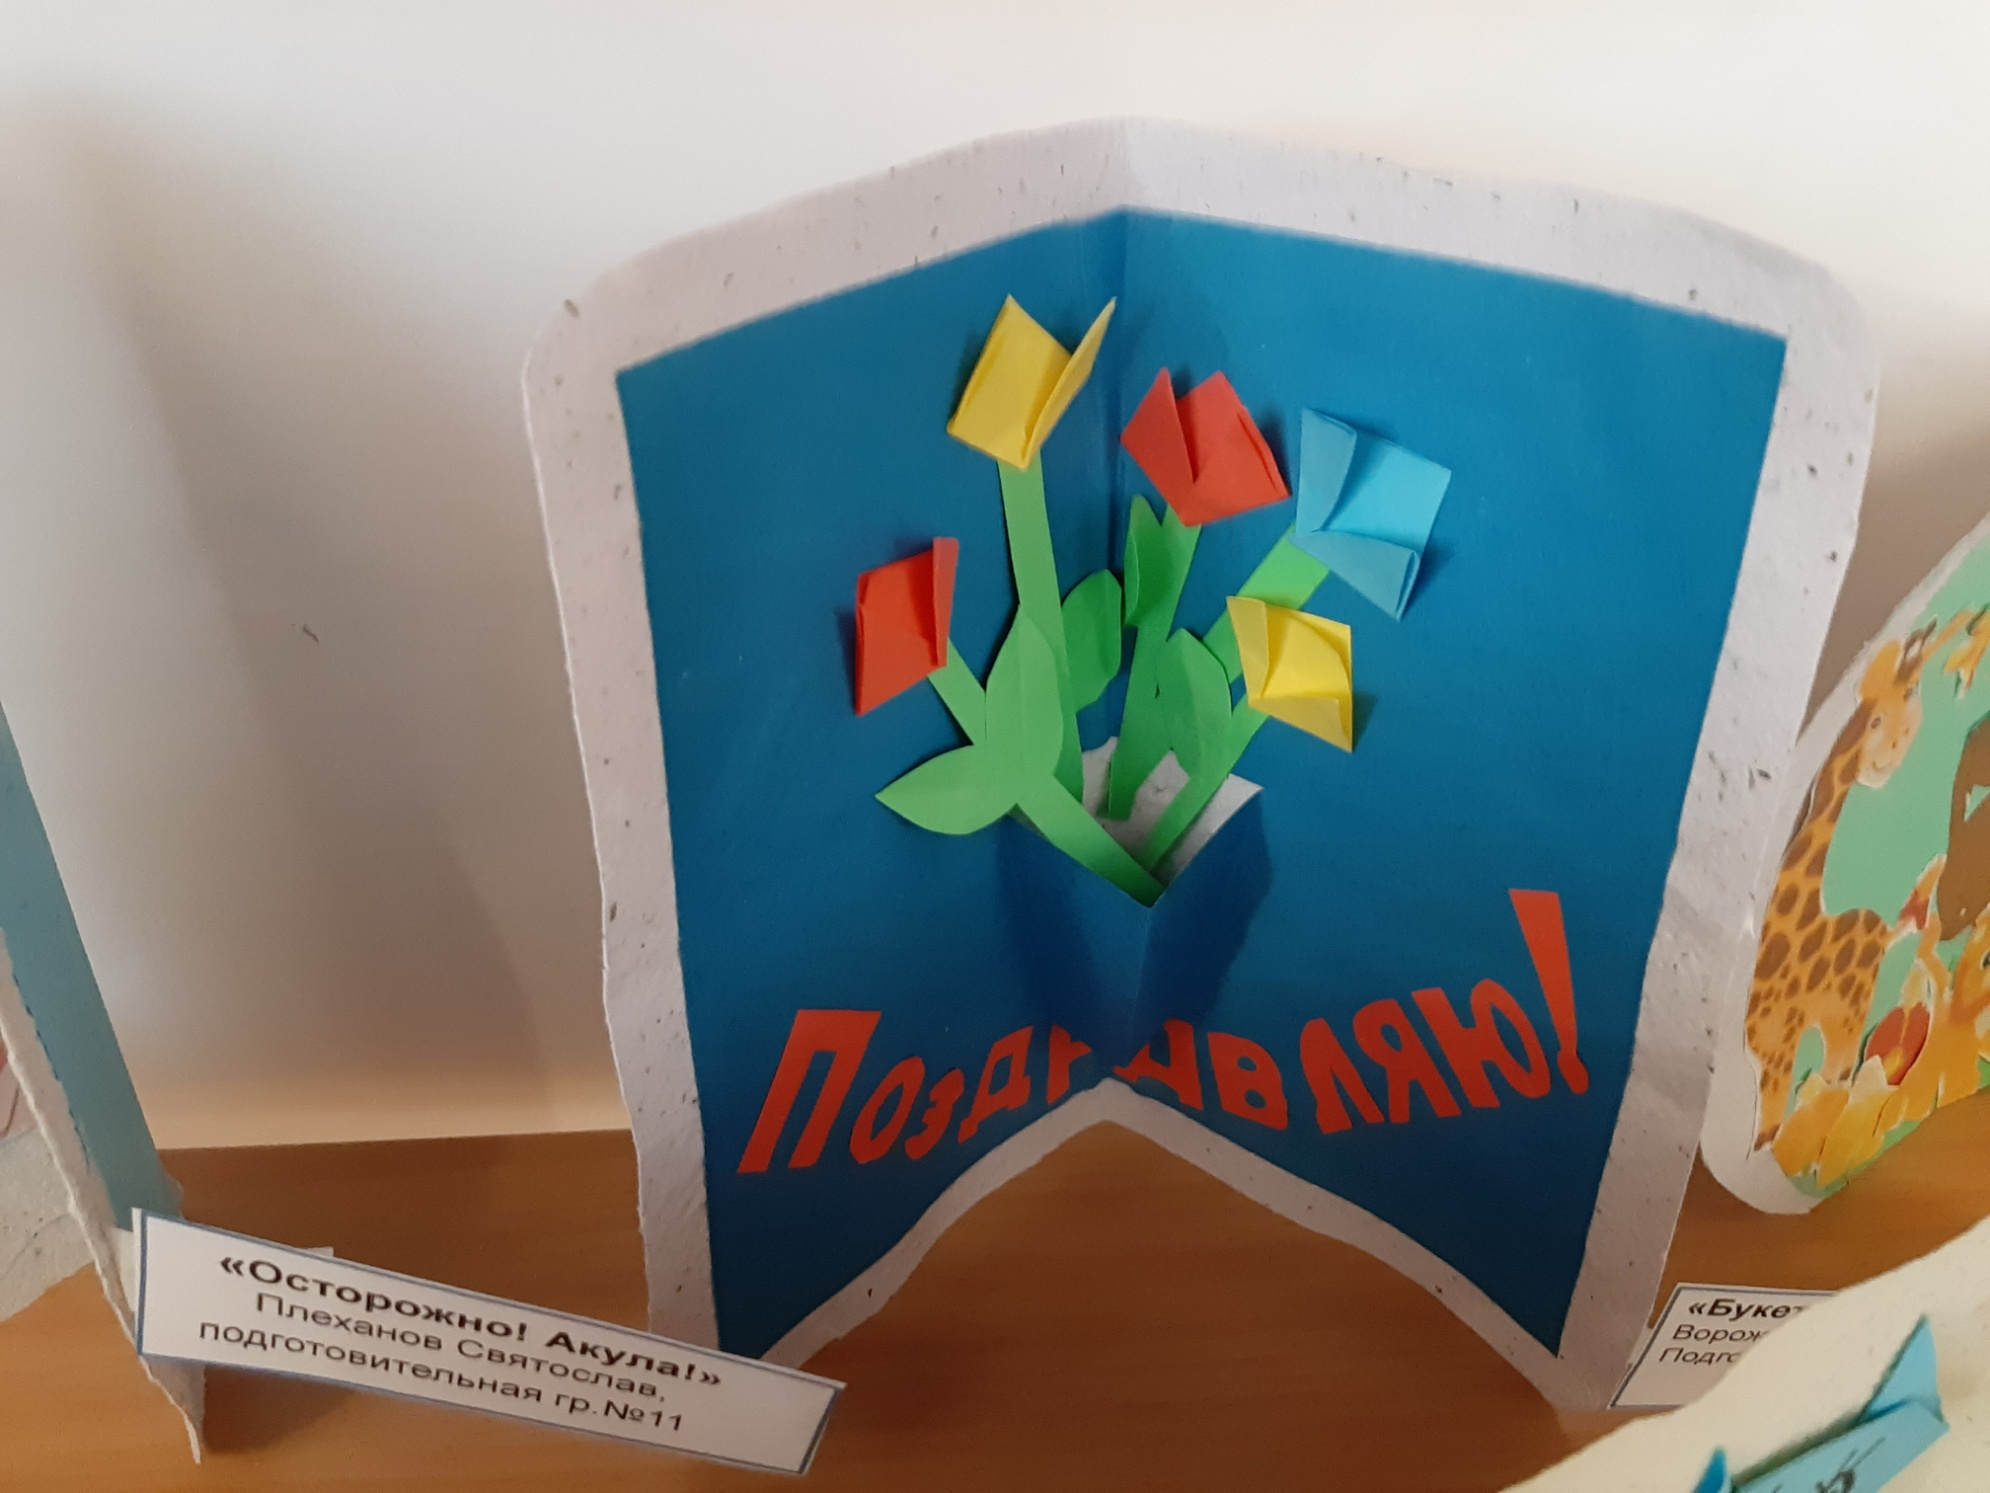 Поздравляю!
«Осторожно! Акула!»
Плеханов Святослав,
подготовительная гр.№11